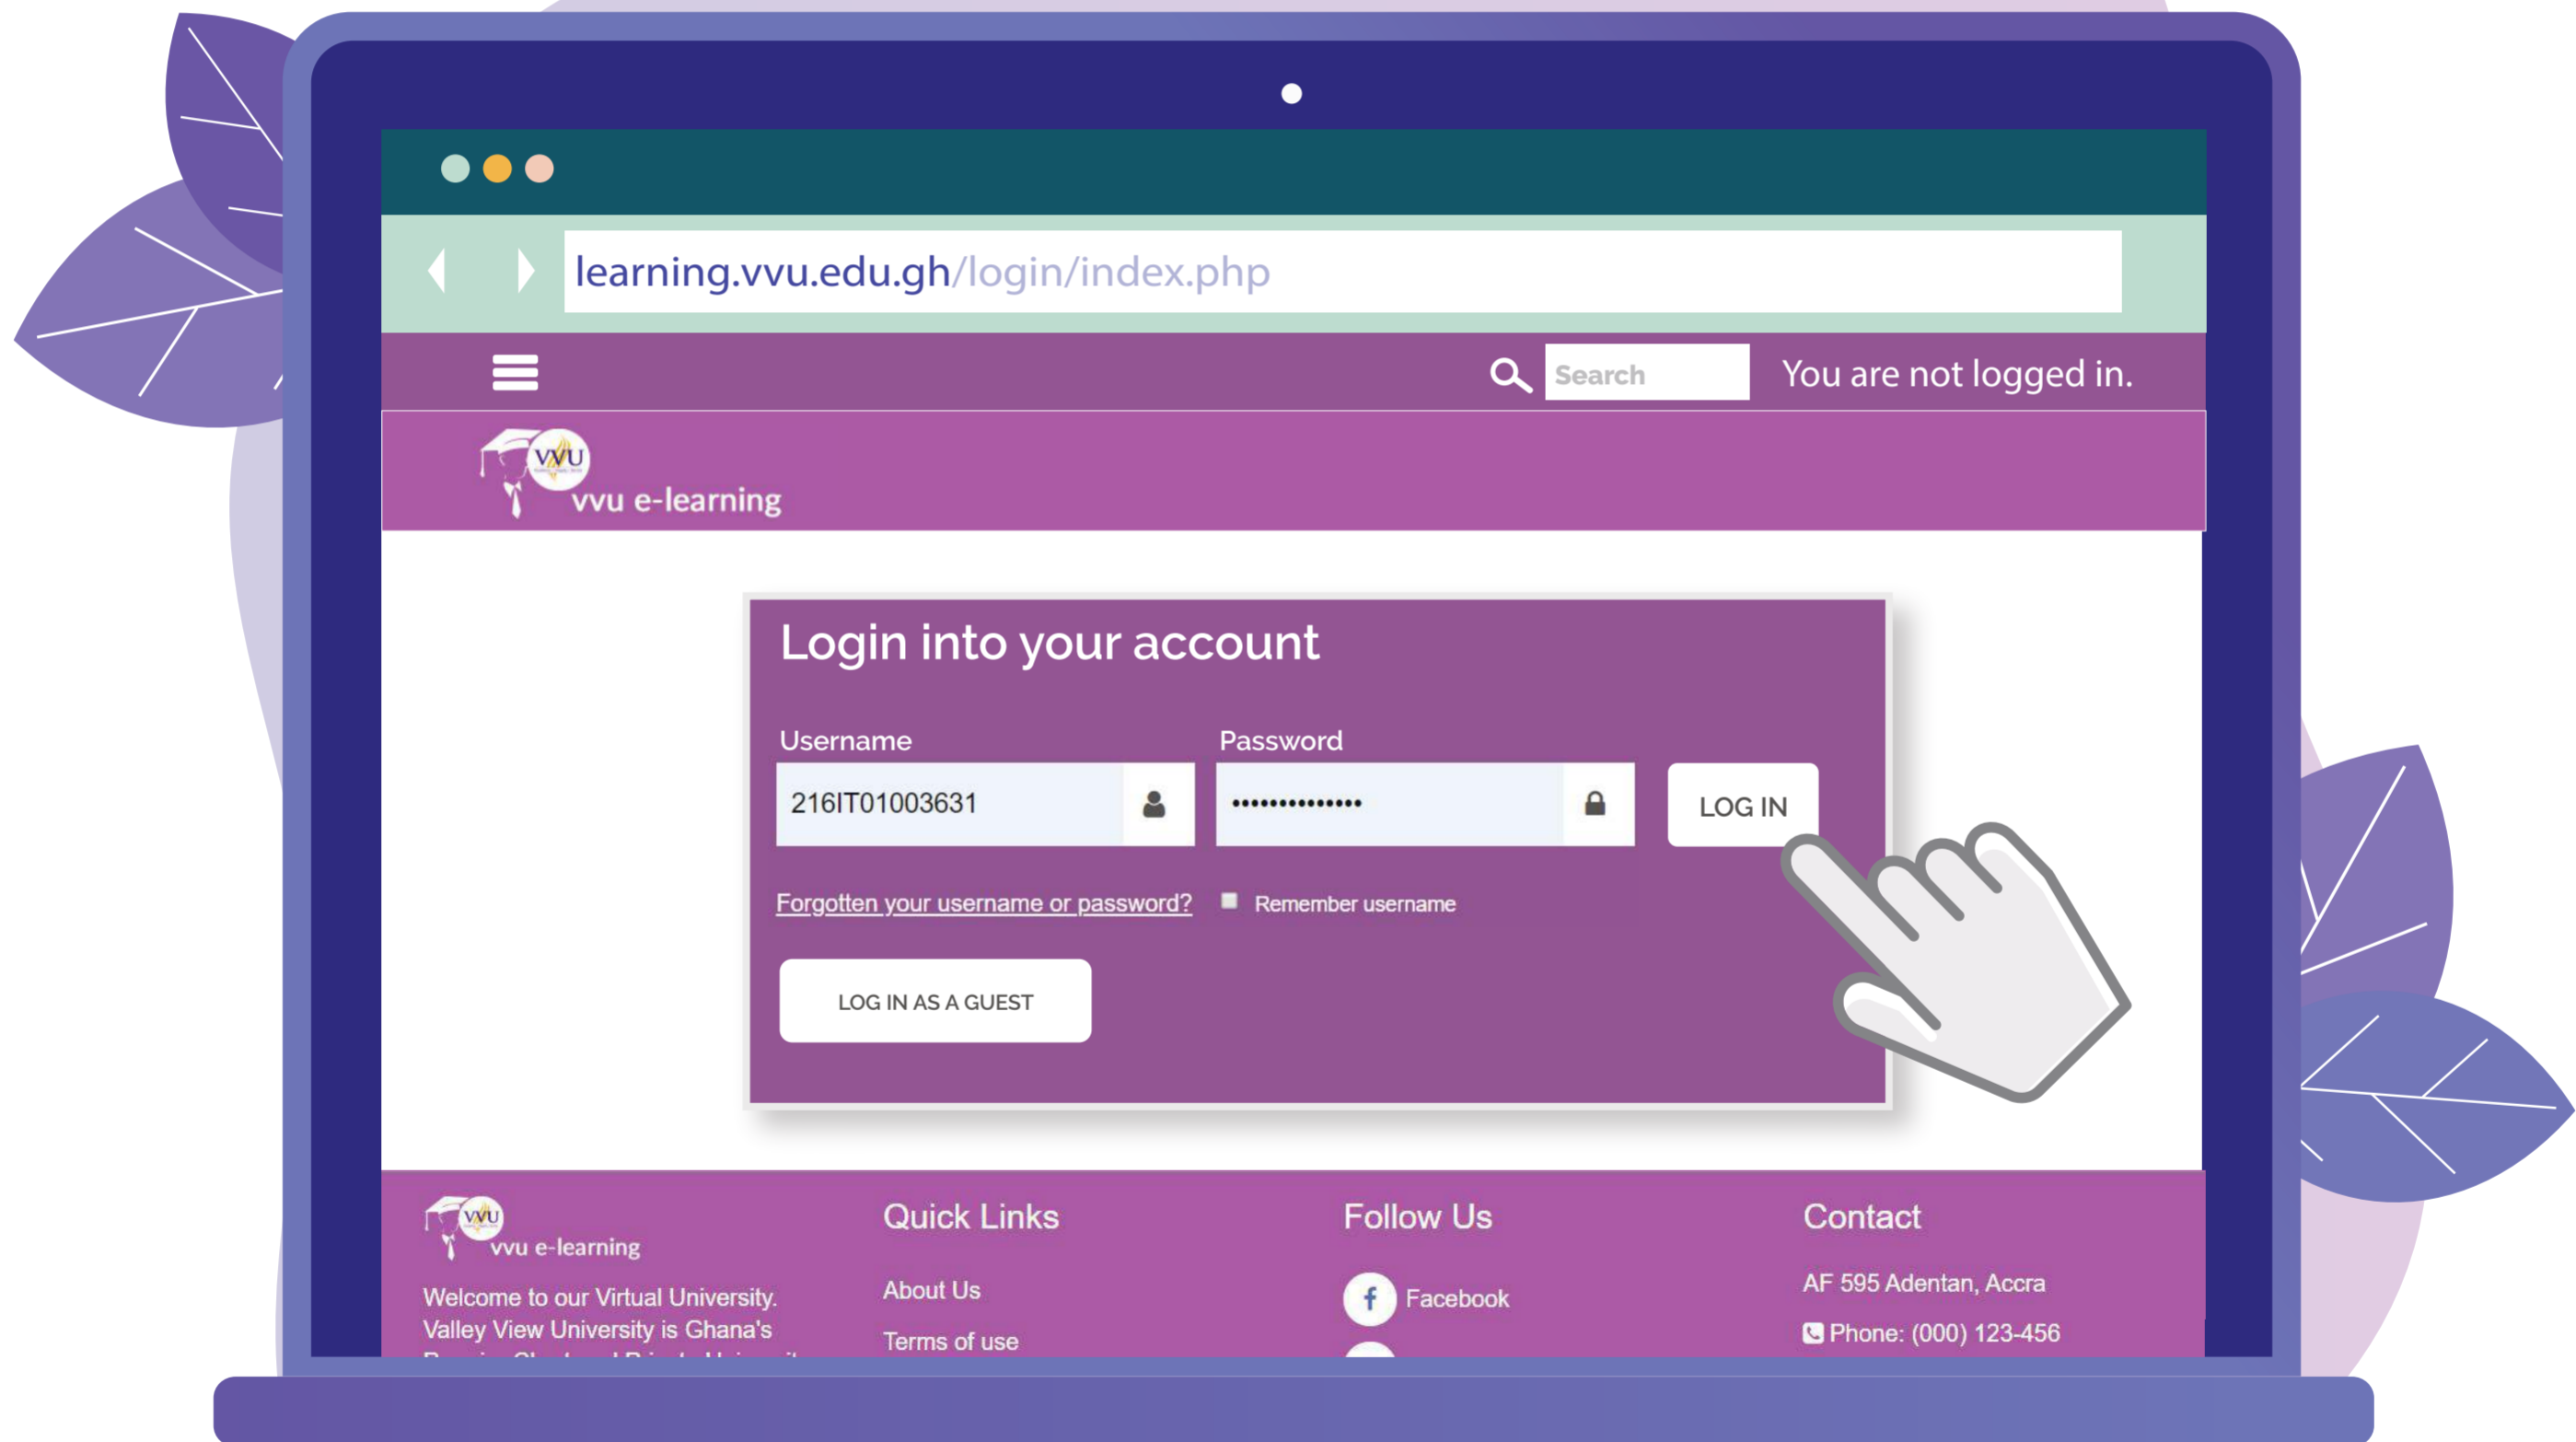 learning.vvu.edu.gh/login/index.php
Search
You are not logged in.
VVU
vvu e-learning
Login into your account
Username
Password
216IT01003631
••••••••••••••
LOG IN
Forgotten your username or password?
Remember username
LOG IN AS A GUEST
VVU
vvu e-learning
Welcome to our Virtual University.
Valley View University is Ghana's
Quick Links
About Us
Terms of use
Follow Us
f
Facebook
Contact
AF 595 Adentan, Accra
Phone: (000) 123-456